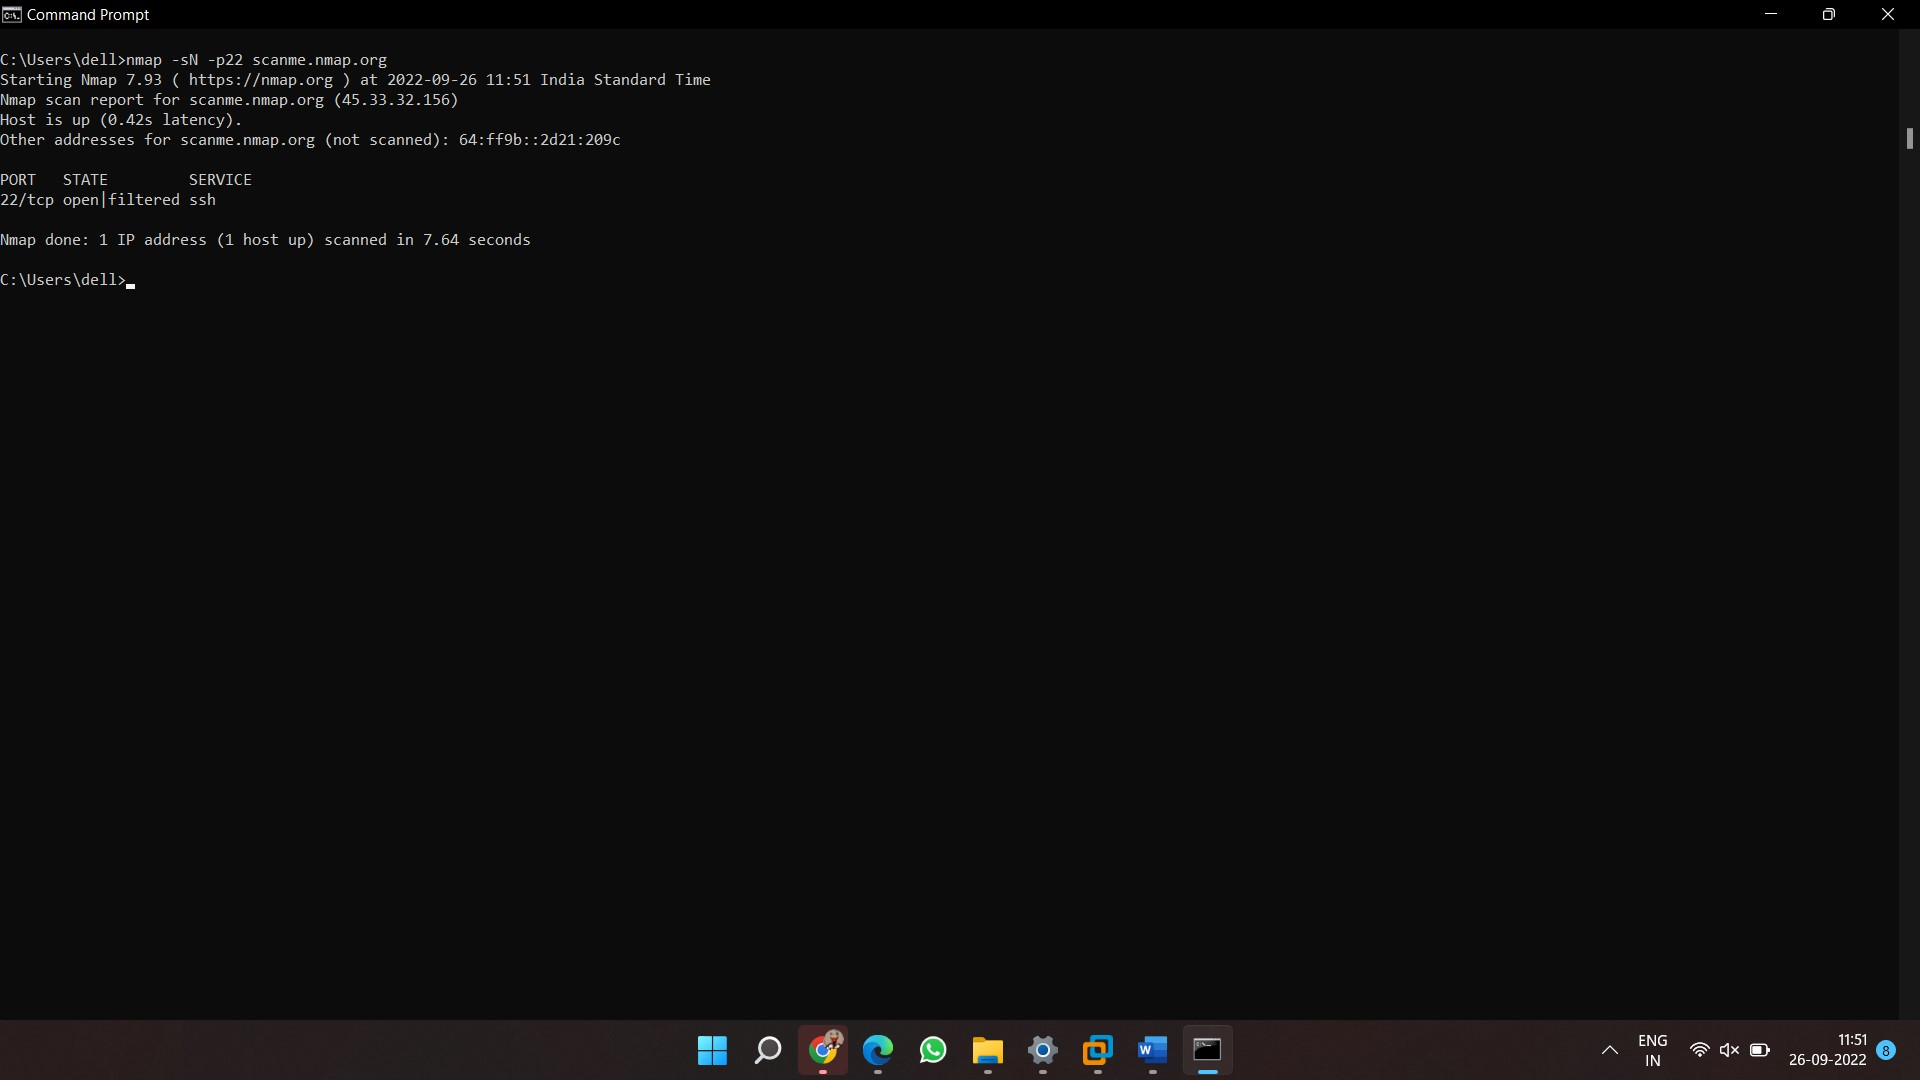 Command Prompt
C:\Users\dell>nmap -sN -p22 scanme.nmap.org
Starting Nmap 7.93 ( https://nmap.org ) at 2022-09-26 11:51 India Standard Time
Nmap scan report for scanme.nmap.org (45.33.32.156)
Host is up (0.42s latency).
Other addresses for scanme.nmap.org (not scanned): 64:ff9b::2d21:209c
PORT   STATE         SERVICE
22/tcp open|filtered ssh
Nmap done: 1 IP address (1 host up) scanned in 7.64 seconds
C:\Users\dell>
ENG
IN
11:51
26-09-2022
8